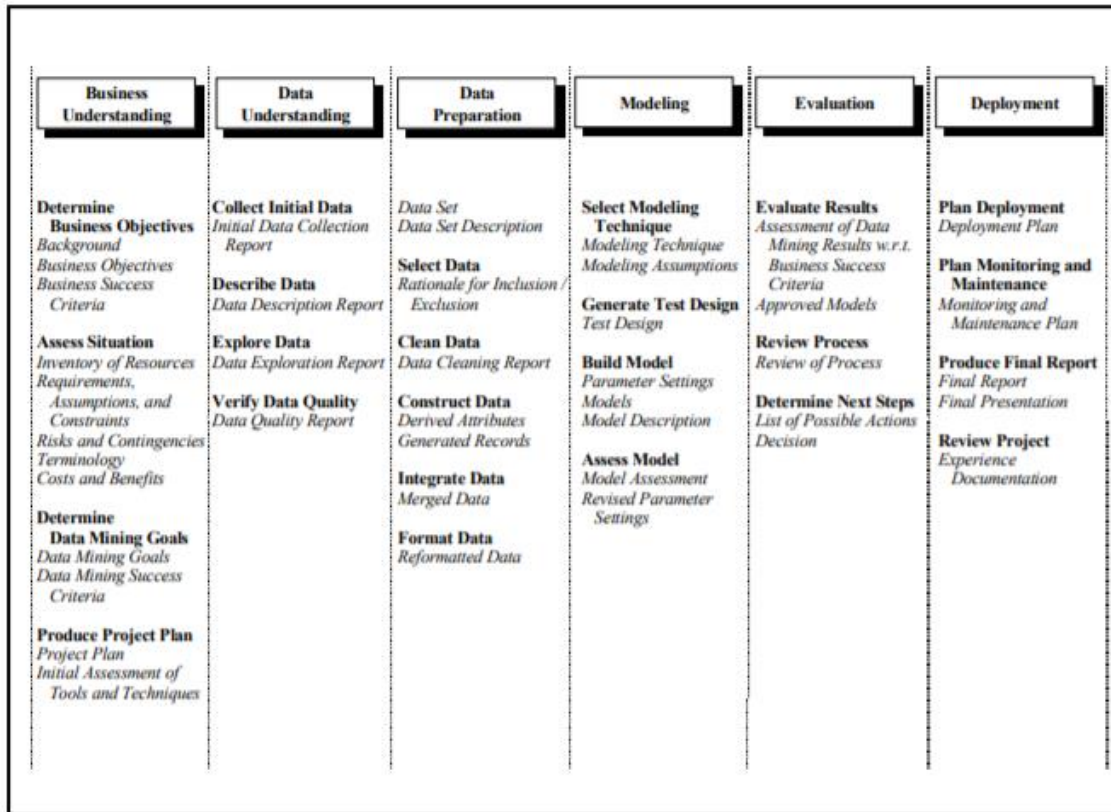 Business
Understanding
Data
Understanding
Data
Preparation
Modeling
Evaluation
Deployment
Determine
Business Objectives
Background
Business Objectives
Business Success
Criteria
Assess Situation
Inventory of Resources
Requirements,
Assumptions, and
Constraints
Risks and Contingencies
Terminology
Costs and Benefits
Determine
Data Mining Goals
Data Mining Goals
Data Mining Success
Criteria
Produce Project Plan
Project Plan
Initial Assessment of
Tools and Techniques
Collect Initial Data
Initial Data Collection
Report
Describe Data
Data Description Report
Explore Data
Data Exploration Report
Verify Data Quality
Data Quality Report
Data Set
Data Set Description
Select Data
Rationale for Inclusion /
Exclusion
Clean Data
Data Cleaning Report
Construct Data
Derived Attributes
Generated Records
Integrate Data
Merged Data
Format Data
Reformatted Data
Select Modeling
Technique
Modeling Technique
Modeling Assumptions
Generate Test Design
Test Design
Build Model
Parameter Settings
Models
Model Description
Assess Model
Model Assessment
Revised Parameter
Settings
Evaluate Results
Assessment of Data
Mining Results w.r.t.
Business Success
Criteria
Approved Models
Review Process
Review of Process
Determine Next Steps
List of Possible Actions
Decision
Plan Deployment
Deployment Plan
Plan Monitoring and
Maintenance
Monitoring and
Maintenance Plan
Produce Final Report
Final Report
Final Presentation
Review Project
Experience
Documentation